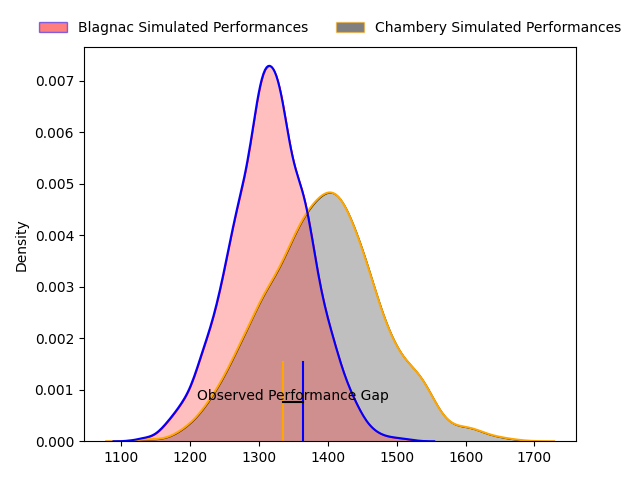 Blagnac Simulated Performances
Chambery Simulated Performances
Density
0.007
0.006
0.005
0.004
0.003
0.002
0.001
0.000
Observed Performance Gap
1100 1200 1300 1400 1500 1600 1700